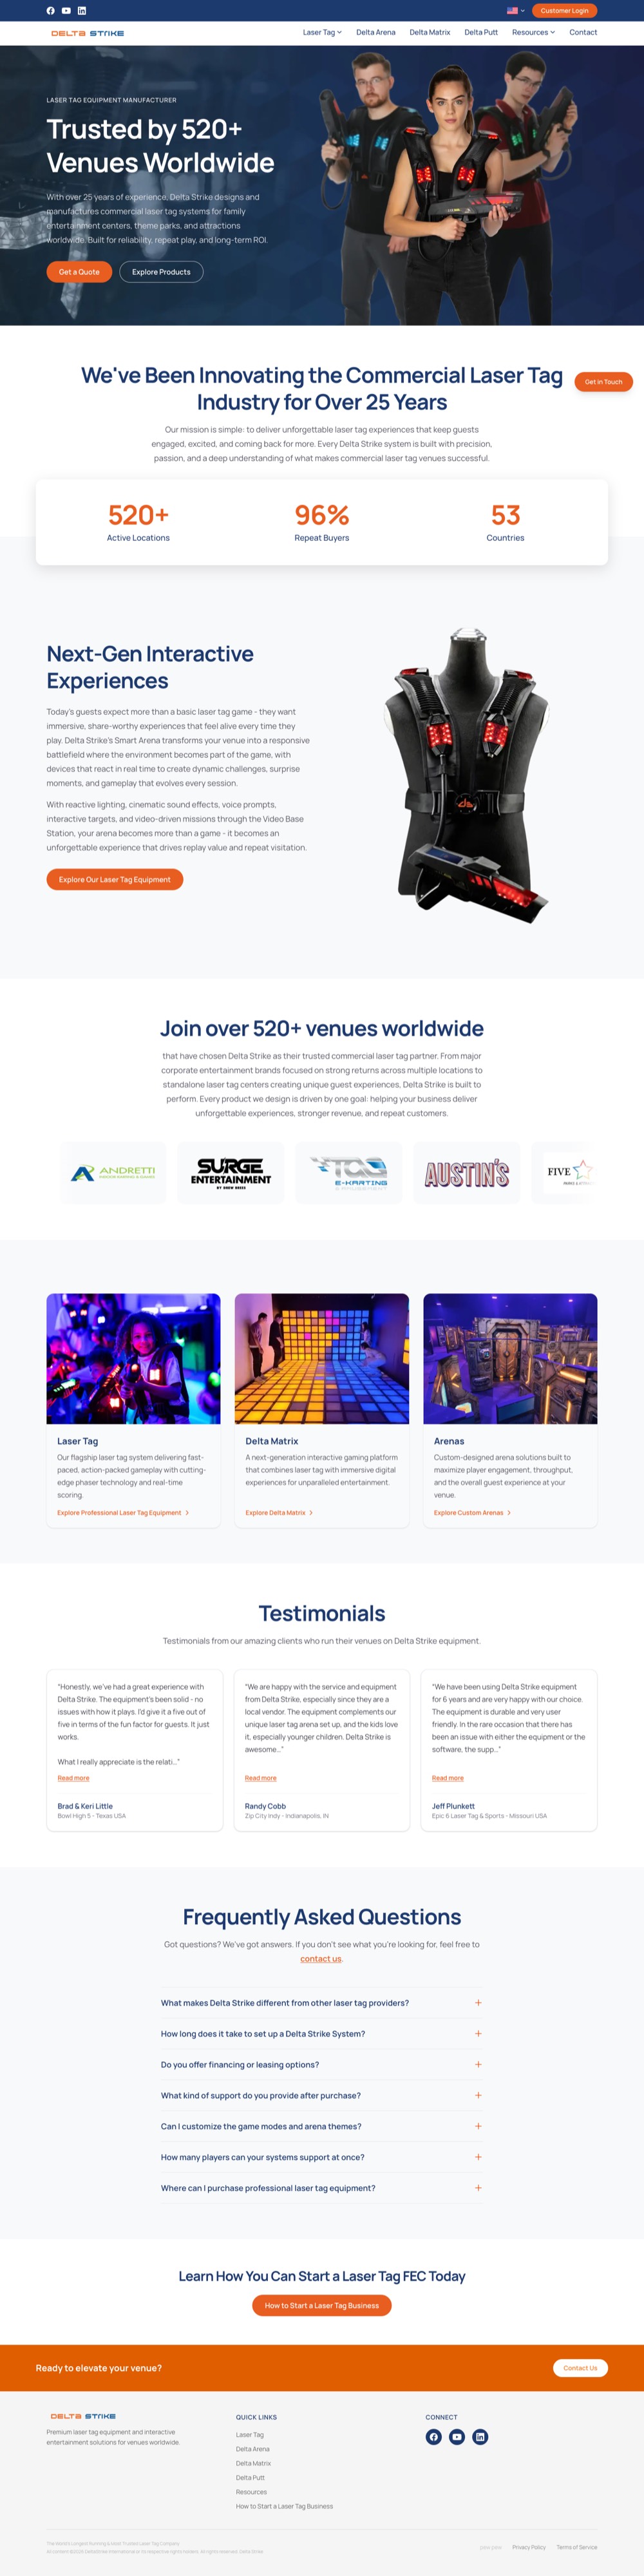 Customer Login
DELTA STRIKE
Laser Tag
Delta Arena
Delta Matrix
Delta Putt
Resources
Contact
LASER TAG EQUIPMENT MANUFACTURER
Trusted by 520+
Venues Worldwide
With over 25 years of experience, Delta Strike designs and
manufactures commercial laser tag systems for family
entertainment centers, theme parks, and attractions
worldwide. Built for reliability, repeat play, and long-term ROI.
Get a Quote
Explore Products
We've Been Innovating the Commercial Laser Tag
Industry for Over 25 Years
Get in Touch
Our mission is simple: to deliver unforgettable laser tag experiences that keep guests
engaged, excited, and coming back for more. Every Delta Strike system is built with precision,
passion, and a deep understanding of what makes commercial laser tag venues successful.
520+
Active Locations
96%
Repeat Buyers
53
Countries
Next-Gen Interactive
Experiences
Today's guests expect more than a basic laser tag game - they want
immersive, share-worthy experiences that feel alive every time they
play. Delta Strike's Smart Arena transforms your venue into a responsive
battlefield where the environment becomes part of the game, with
devices that react in real time to create dynamic challenges, surprise
moments, and gameplay that evolves every session.
With reactive lighting, cinematic sound effects, voice prompts,
interactive targets, and video-driven missions through the Video Base
Station, your arena becomes more than a game - it becomes an
unforgettable experience that drives replay value and repeat visitation.
Explore Our Laser Tag Equipment
Join over 520+ venues worldwide
that have chosen Delta Strike as their trusted commercial laser tag partner. From major
corporate entertainment brands focused on strong returns across multiple locations to
standalone laser tag centers creating unique guest experiences, Delta Strike is built to
perform. Every product we design is driven by one goal: helping your business deliver
unforgettable experiences, stronger revenue, and repeat customers.
ANDRETTI
INDOOR KARTING & GAMES
SURGE
ENTERTAINMENT
BY DREW BREES
TAG
E-KARTING
& AMUSEMENT
AUSTIN'S
FIVE
Laser Tag
Our flagship laser tag system delivering fast-
paced, action-packed gameplay with cutting-
edge phaser technology and real-time
scoring.
Explore Professional Laser Tag Equipment
Delta Matrix
A next-generation interactive gaming platform
that combines laser tag with immersive digital
experiences for unparalleled entertainment.
Explore Delta Matrix
Arenas
Custom-designed arena solutions built to
maximize player engagement, throughput,
and the overall guest experience at your
venue.
Explore Custom Arenas
Testimonials
Testimonials from our amazing clients who run their venues on Delta Strike equipment.
"Honestly, we've had a great experience with
Delta Strike. The equipment's been solid - no
issues with how it plays. I'd give it a five out of
five in terms of the fun factor for guests. It just
works.
What I really appreciate is the relati..."
Read more
Brad & Keri Little
Bowl High 5 - Texas USA
"We are happy with the service and equipment
from Delta Strike, especially since they are a
local vendor. The equipment complements our
unique laser tag arena set up, and the kids love
it, especially younger children. Delta Strike is
awesome..."
Read more
Randy Cobb
Zip City Indy - Indianapolis, IN
"We have been using Delta Strike equipment
for 6 years and are very happy with our choice.
The equipment is durable and very user
friendly. In the rare occasion that there has
been an issue with either the equipment or the
software, the supp..."
Read more
Jeff Plunkett
Epic 6 Laser Tag & Sports - Missouri USA
Frequently Asked Questions
Got questions? We've got answers. If you don't see what you're looking for, feel free to
contact us.
What makes Delta Strike different from other laser tag providers?
How long does it take to set up a Delta Strike System?
Do you offer financing or leasing options?
What kind of support do you provide after purchase?
Can I customize the game modes and arena themes?
How many players can your systems support at once?
Where can I purchase professional laser tag equipment?
Learn How You Can Start a Laser Tag FEC Today
How to Start a Laser Tag Business
Ready to elevate your venue?
Contact Us
DELTA STRIKE
Premium laser tag equipment and interactive
entertainment solutions for venues worldwide.
QUICK LINKS
Laser Tag
Delta Arena
Delta Matrix
Delta Putt
Resources
How to Start a Laser Tag Business
CONNECT
The World's Longest Running & Most Trusted Laser Tag Company
Privacy Policy
Terms of Service